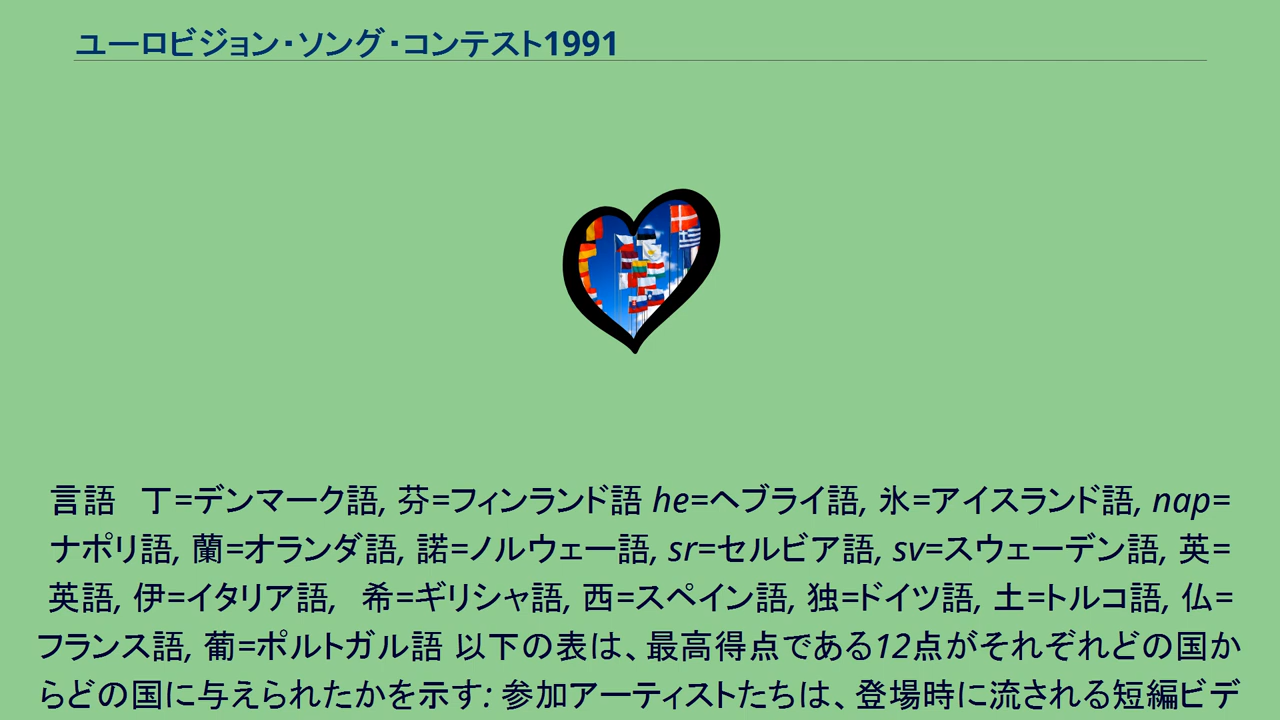 ユーロビジョン・ソング・コンテスト1991
言語　丁=デンマーク語, 芬=フィンランド語 he=ヘブライ語, 氷=アイスランド語, nap=
ナポリ語, 蘭=オランダ語, 諾=ノルウェー語, sr=セルビア語, sv=スウェーデン語, 英=
英語, 伊=イタリア語,　希=ギリシャ語, 西=スペイン語, 独=ドイツ語, 土=トルコ語, 仏=
フランス語, 葡=ポルトガル語 以下の表は、最高得点である12点がそれぞれどの国か
らどの国に与えられたかを示す: 参加アーティストたちは、登場時に流される短編ビデ